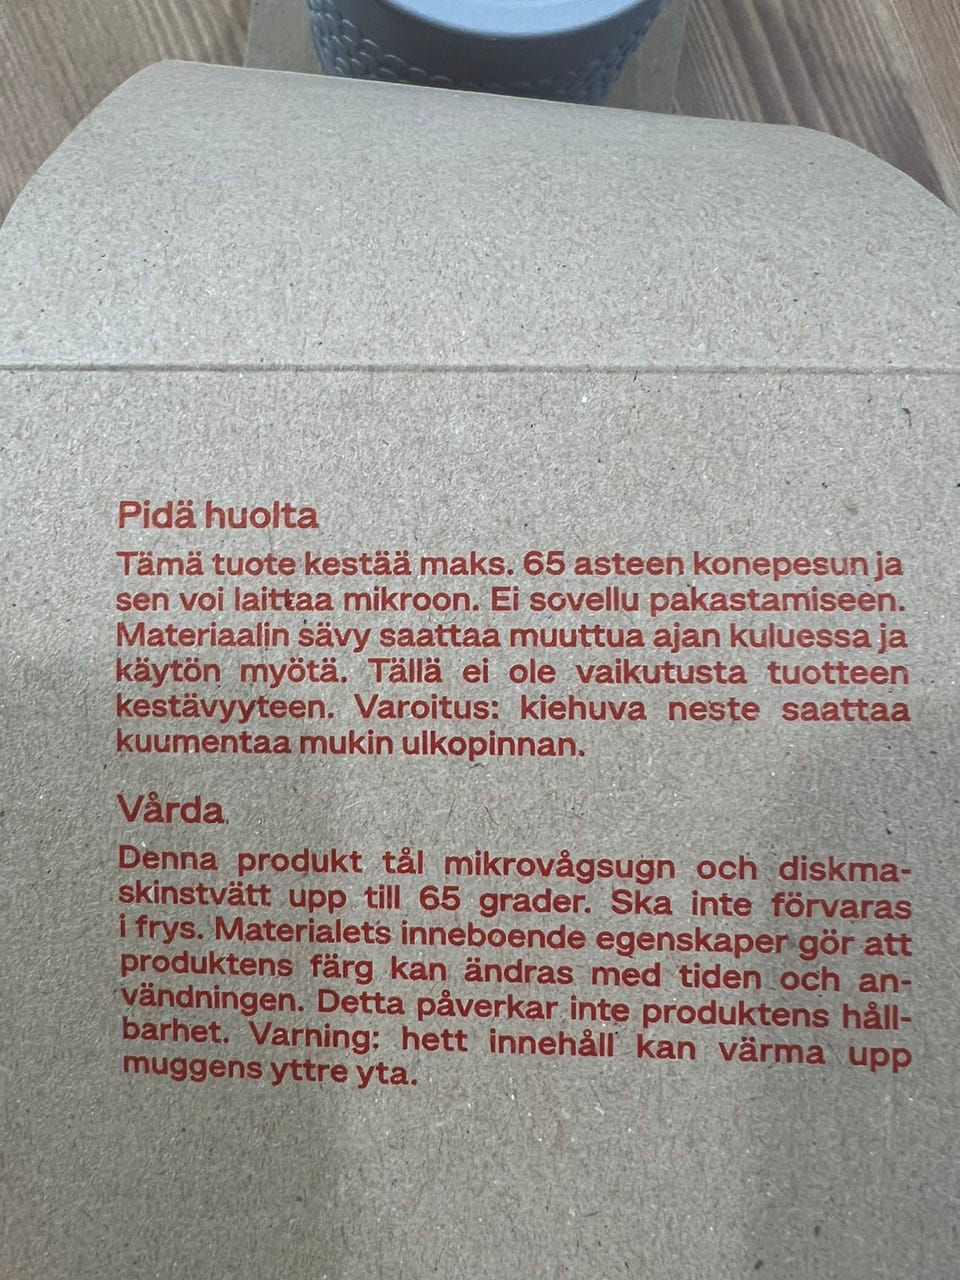 Pidä huolta
Tämä tuote kestää maks. 65 asteen konepesun ja
sen voi laittaa mikroon. Ei sovellu pakastamiseen.
Materiaalin sävy saattaa muuttua ajan kuluessa ja
käytön myötä. Tällä ei ole vaikutusta tuotteen
kestävyyteen. Varoitus: kiehuva neste saattaa
kuumentaa mukin ulkopinnan.
Vårda
Denna produkt tål mikrovågsugn och diskma-
skinstvätt upp till 65 grader. Ska inte förvaras
i frys. Materialets inneboende egenskaper gör att
produktens färg kan ändras med tiden och an-
vändningen. Detta påverkar inte produktens håll-
barhet. Varning: hett innehåll kan värma upp
muggens yttre yta.